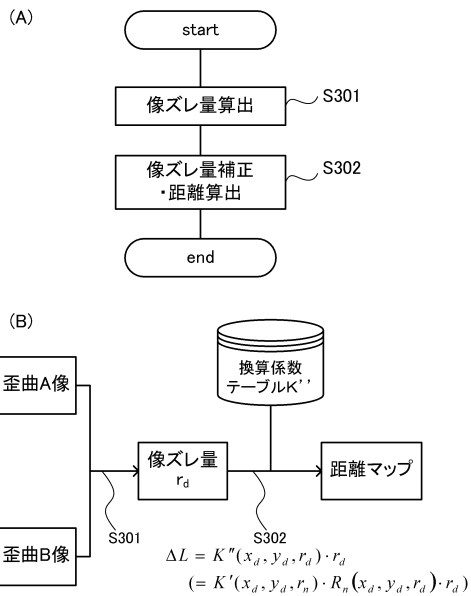 (A)
start
像ズレ量算出
S301
像ズレ量補正
・距離算出
S302
end
(B)
歪曲A像
換算係数
テーブルK''
像ズレ量
r_d
距離マップ
S301
S302
歪曲B像
ΔL = K''(x_d, y_d, r_d)·r_d
(= K'(x_d, y_d, r_n)·R_n(x_d, y_d, r_d)·r_d)